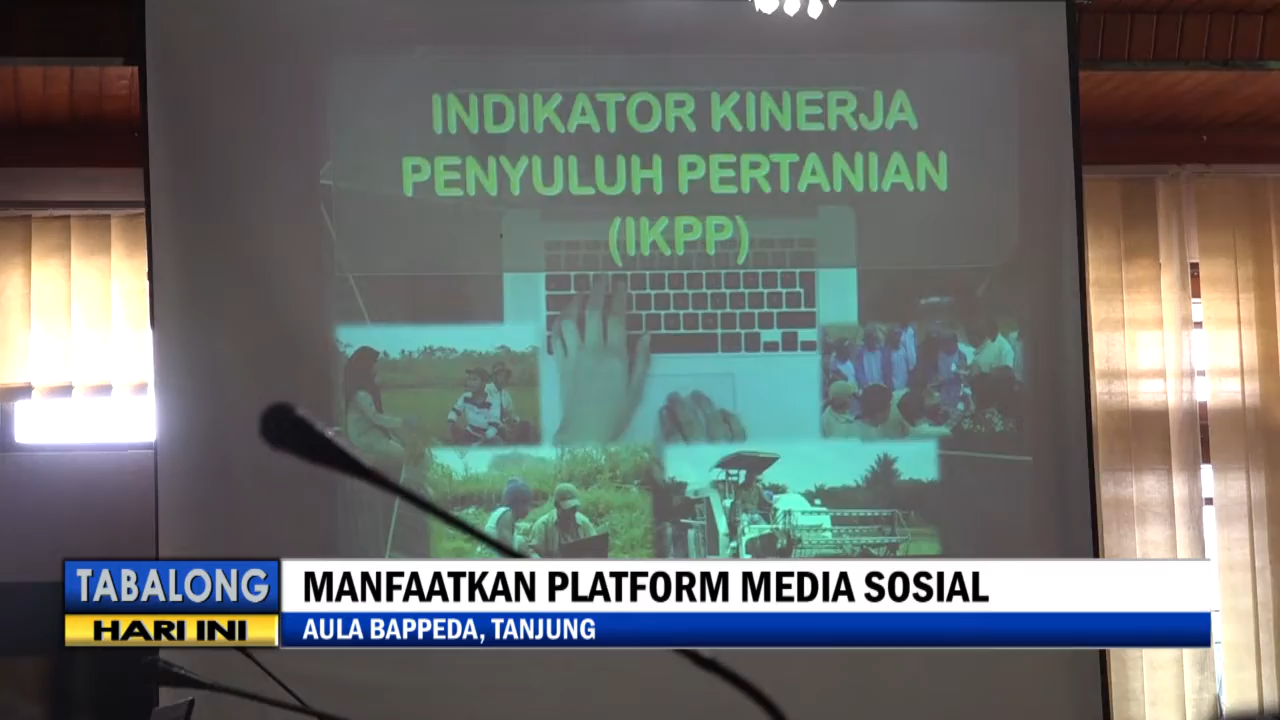 INDIKATOR KINERJA
PENYULUH PERTANIAN
(IKPP)
TABALONG
HARI INI
MANFAATKAN PLATFORM MEDIA SOSIAL
AULA BAPPEDA, TANJUNG